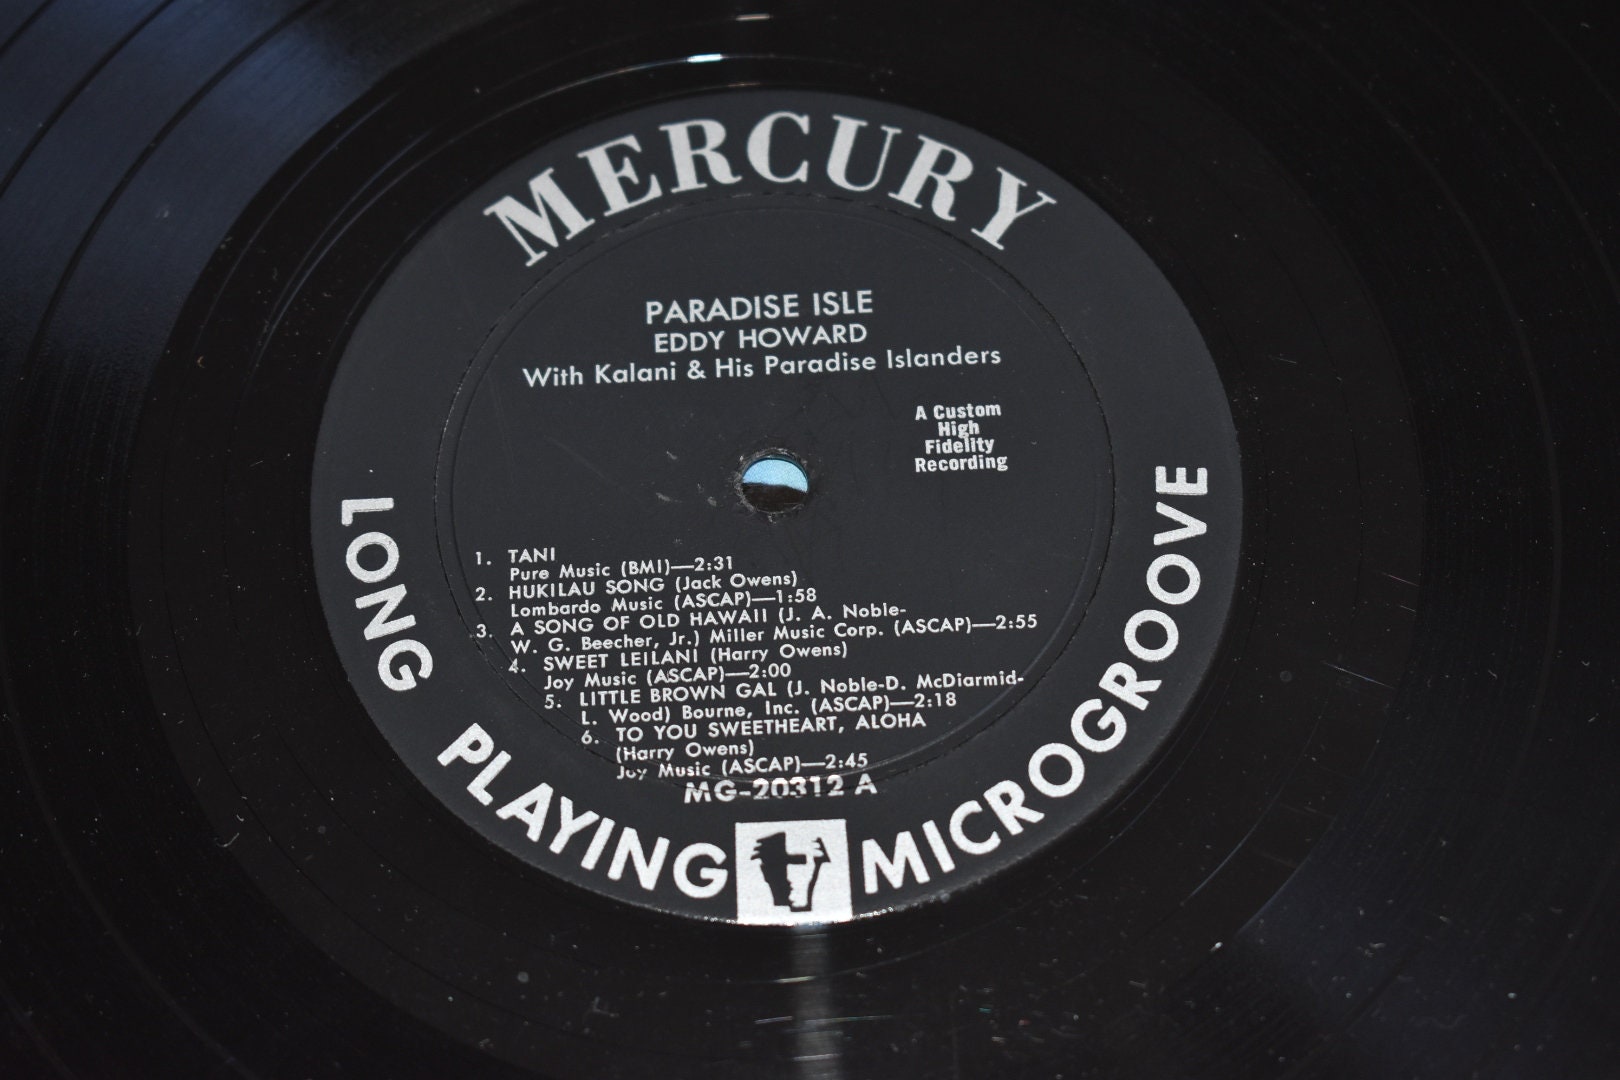 MERCURY
PARADISE ISLE
EDDY HOWARD
With Kalani & His Paradise Islanders
A Custom
High
Fidelity
Recording
1. TANI
Pure Music (BMI)—2:31
2. HUKILAU SONG (Jack Owens)
Lombardo Music (ASCAP)—1:58
3. A SONG OF OLD HAWAII (J. A. Noble-
W. G. Beecher, Jr.) Miller Music Corp. (ASCAP)—2:55
4. SWEET LEILANI (Harry Owens)
Joy Music (ASCAP)—2:00
5. LITTLE BROWN GAL (J. Noble-D. McDiarmid-
L. Wood) Bourne, Inc. (ASCAP)—2:18
6. TO YOU SWEETHEART, ALOHA
(Harry Owens)
Joy Music (ASCAP)—2:45
MG-20312 A
LONG PLAYING MICROGROOVE